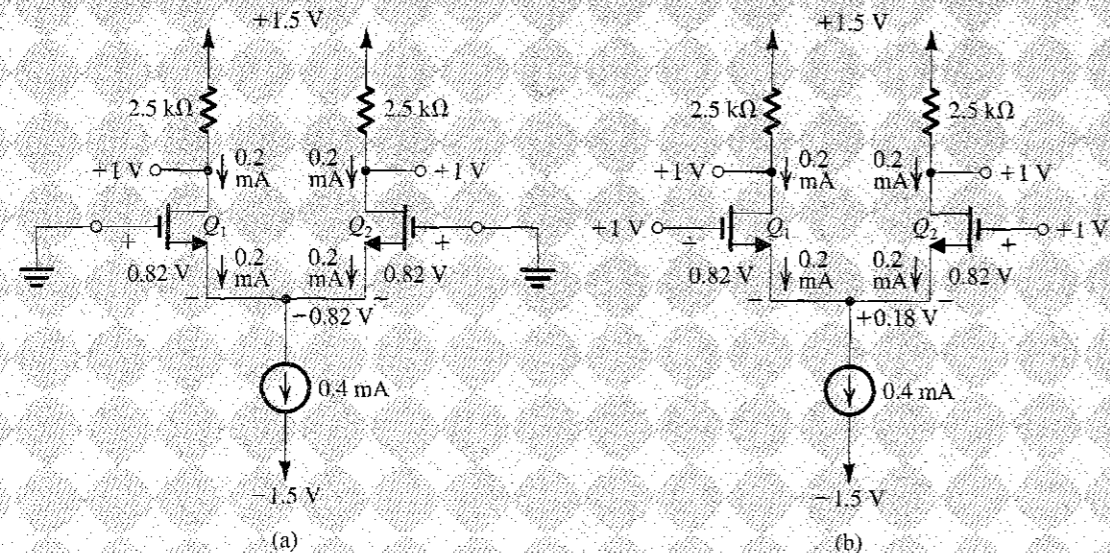 +1.5 V
2.5 kΩ
2.5 kΩ
+1 V
0.2
mA
0.2
mA
+1 V
Q1
Q2
+
+
0.82 V
0.2
mA
0.2
mA
0.82 V
−
−
−0.82 V
0.4 mA
−1.5 V
(a)
+1.5 V
2.5 kΩ
2.5 kΩ
+1 V
0.2
mA
0.2
mA
+1 V
+1 V
Q1
Q2
+1 V
+
+
0.82 V
0.2
mA
0.2
mA
0.82 V
−
−
+0.18 V
0.4 mA
−1.5 V
(b)